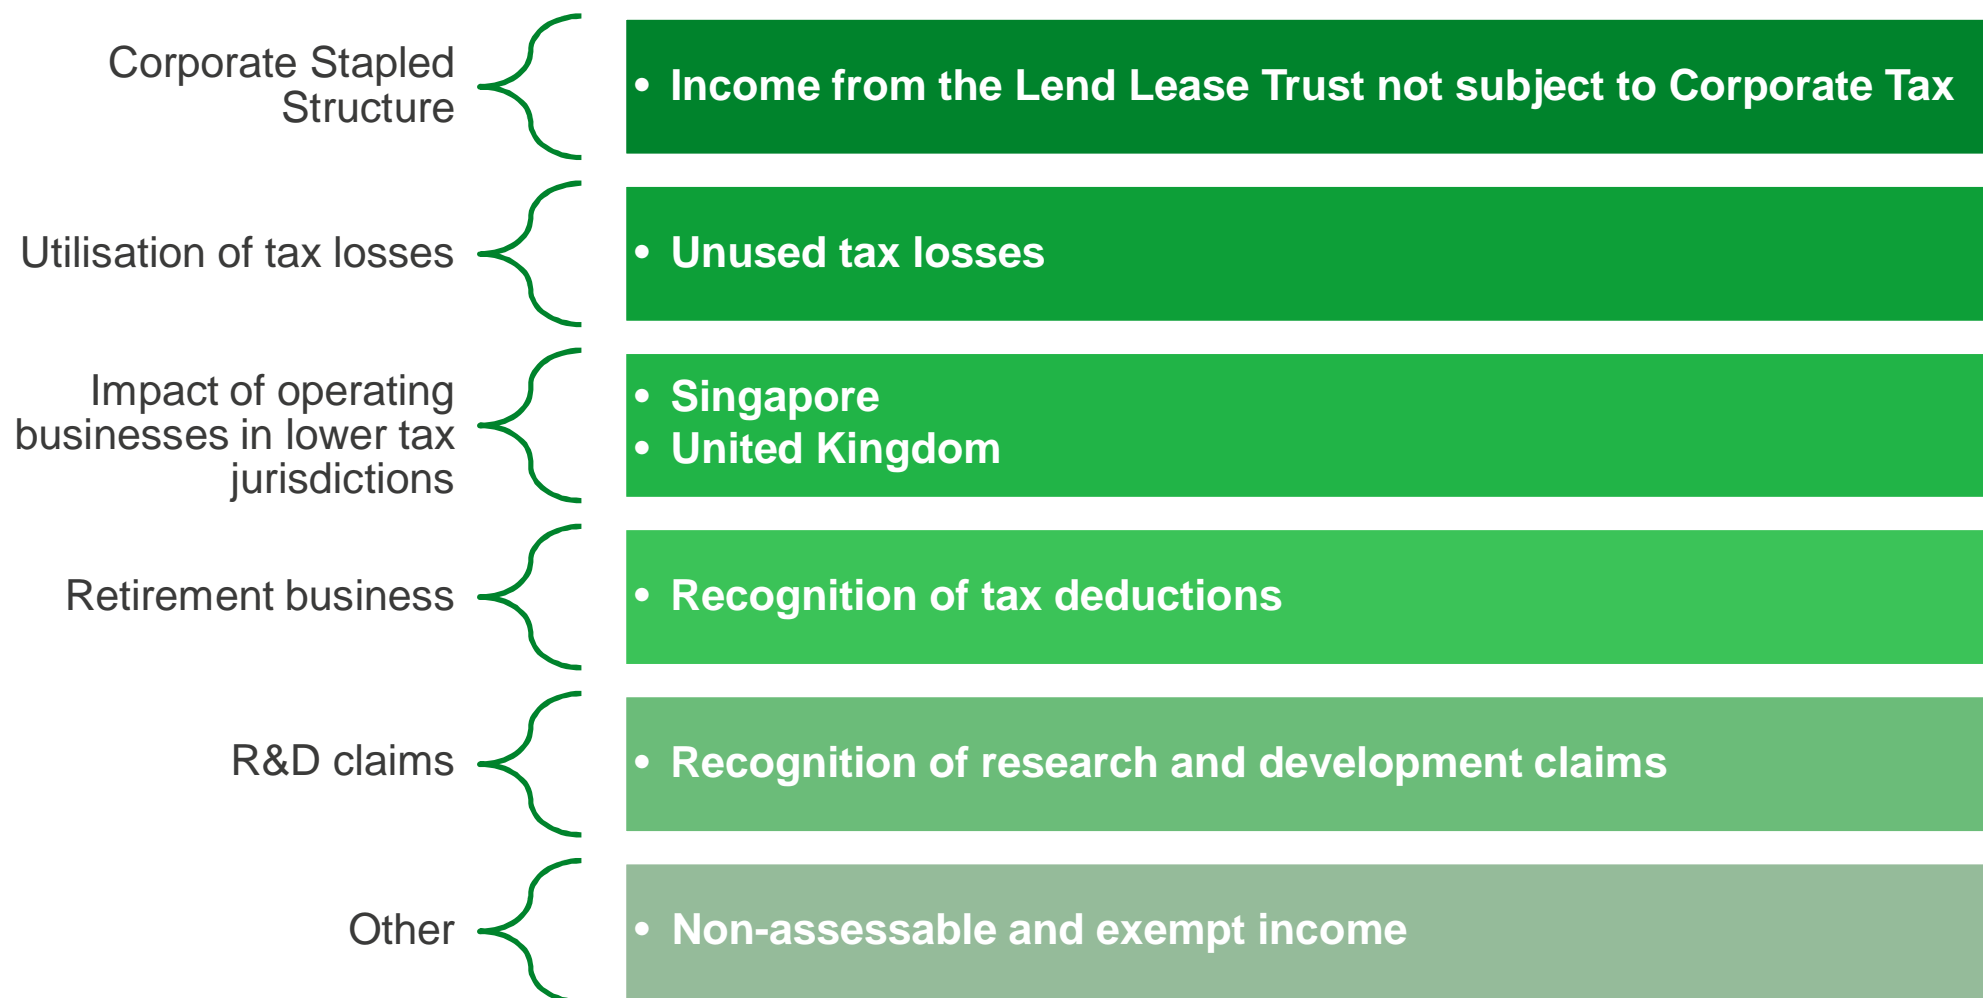 Corporate Stapled
Structure
• Income from the Lend Lease Trust not subject to Corporate Tax
Utilisation of tax losses
• Unused tax losses
Impact of operating
businesses in lower tax
jurisdictions
• Singapore
• United Kingdom
Retirement business
• Recognition of tax deductions
R&D claims
• Recognition of research and development claims
Other
• Non-assessable and exempt income